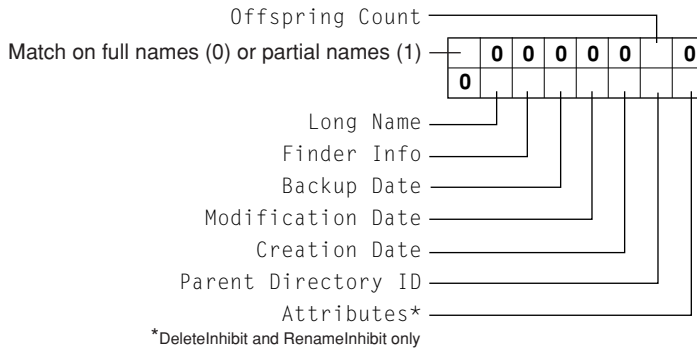 Offspring Count
Match on full names (0) or partial names (1)
0 0 0 0 0 0
0
Long Name
Finder Info
Backup Date
Modification Date
Creation Date
Parent Directory ID
Attributes*
*DeleteInhibit and RenameInhibit only